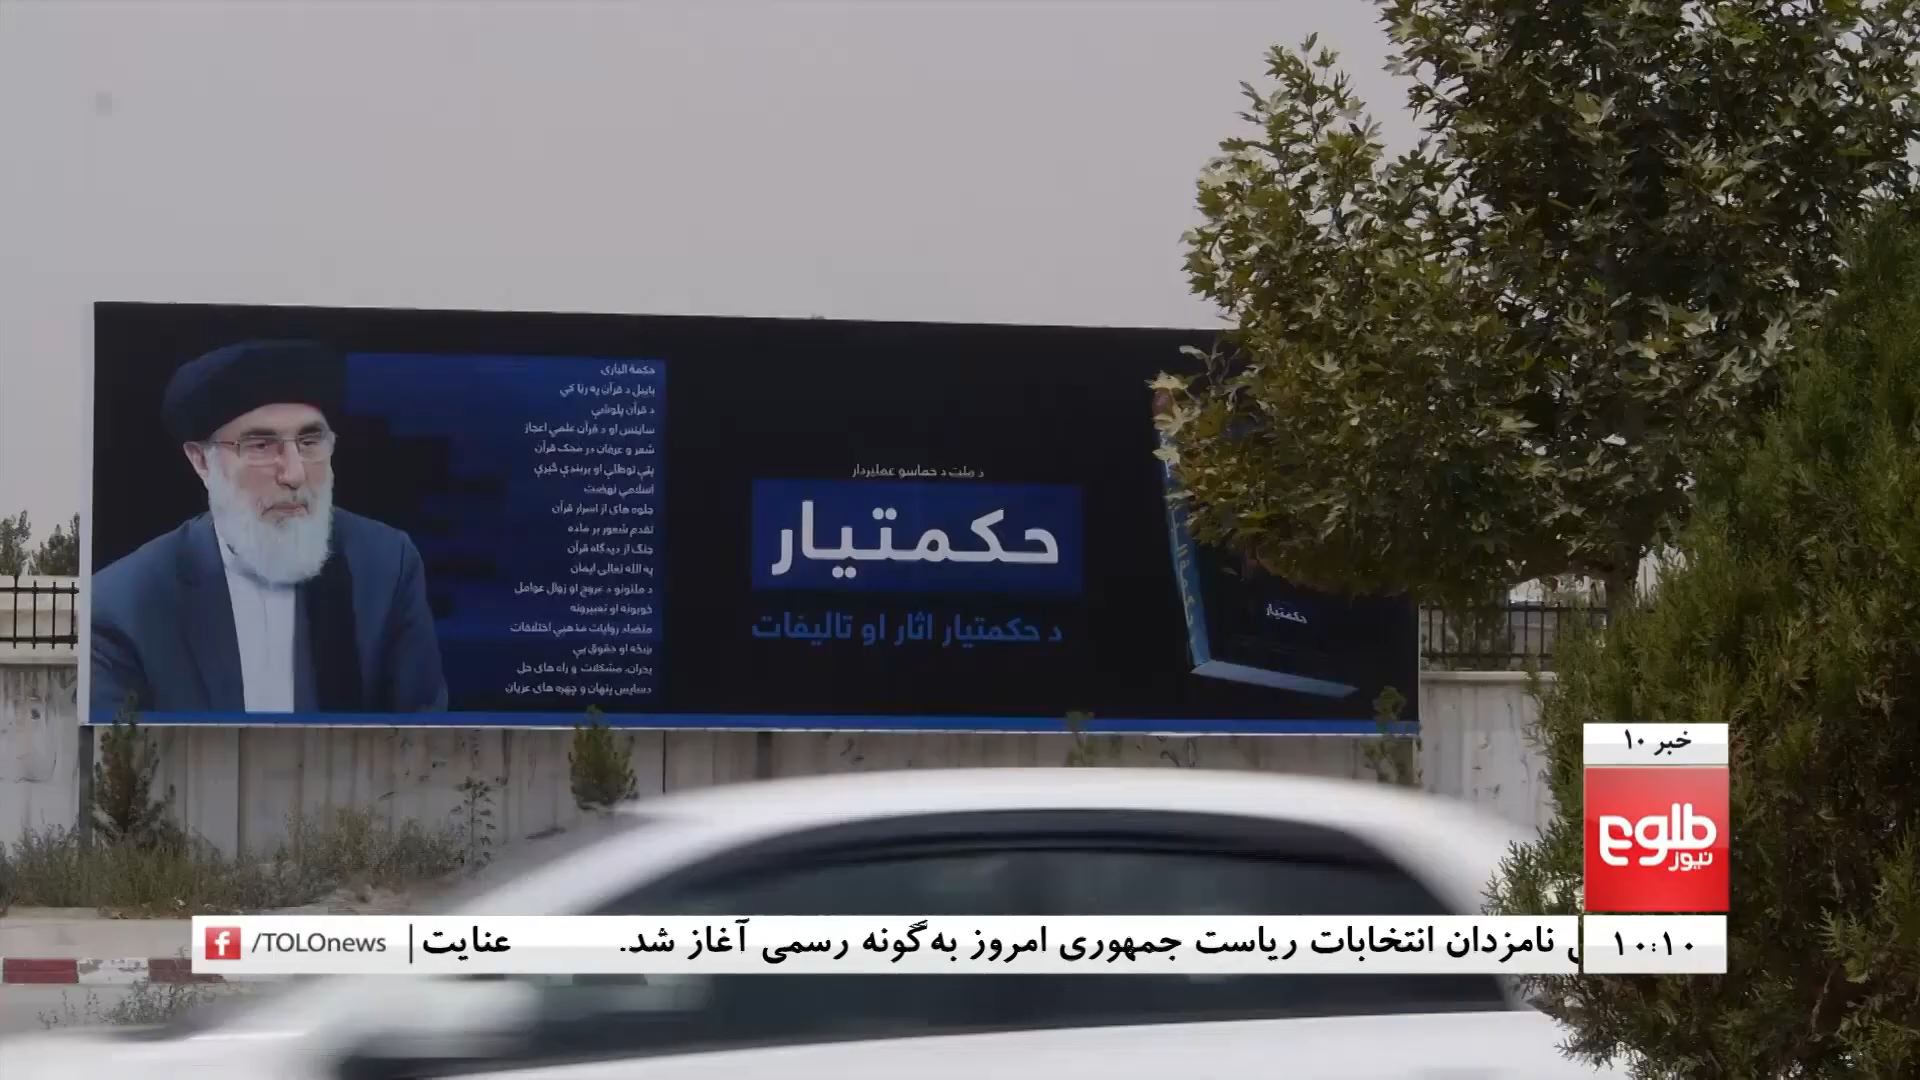 حکمة الباری
بایبل د قرآن په رڼا کې
د قرآن پلوشې
ساینس او د قرآن علمي اعجاز
شعر و عرفان در محک قرآن
پټې توطئې او بربنډې څېرې
اسلامي نهضت
جلوه های از اسرار قرآن
تقدم شعور بر ماده
جنگ از دیدگاه قرآن
په الله تعالی ایمان
د ملتونو د عروج او زوال عوامل
خوبونه او تعبیرونه
متضاد روایات مذهبي اختلافات
ښځه او حقوق یې
بحران، مشکلات و راه های حل
دسایس پنهان و چهره های عریان
د ملت د حماسو عملبردار
حکمتیار
د حکمتیار اثار او تالیفات
حکمتیار
خبر ۱۰
طلوع
نیوز
نامزدان انتخابات ریاست جمهوری امروز به‌گونه رسمی آغاز شد.
عنایت
/TOLOnews
۱۰:۱۰